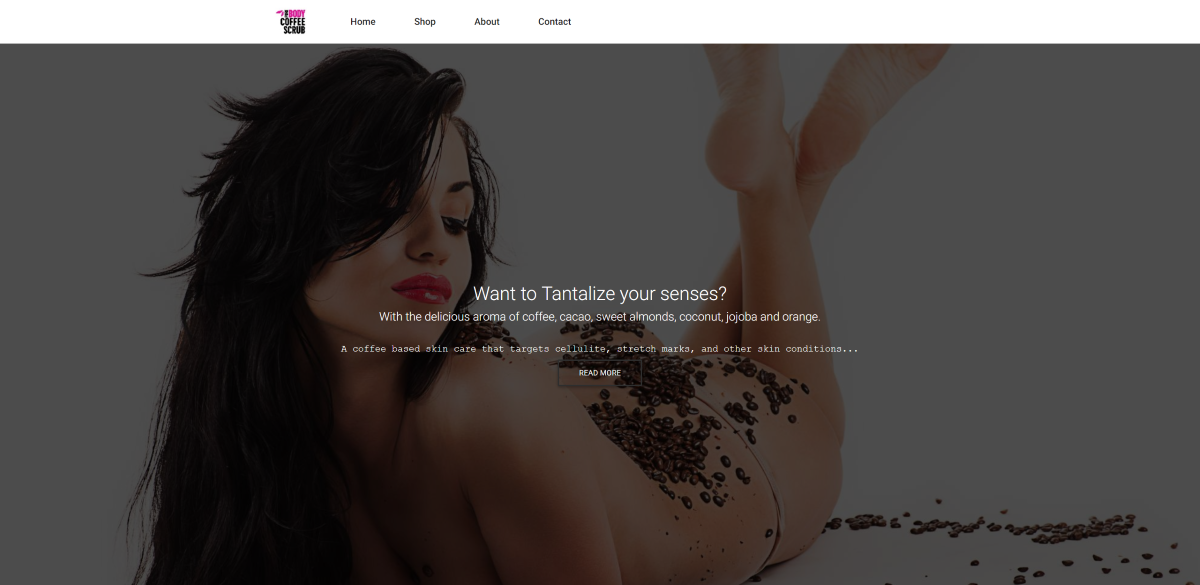 BODY
COFFEE
SCRUB
Home
Shop
About
Contact
Want to Tantalize your senses?
With the delicious aroma of coffee, cacao, sweet almonds, coconut, jojoba and orange.
A coffee based skin care that targets cellulite, stretch marks, and other skin conditions...
READ MORE